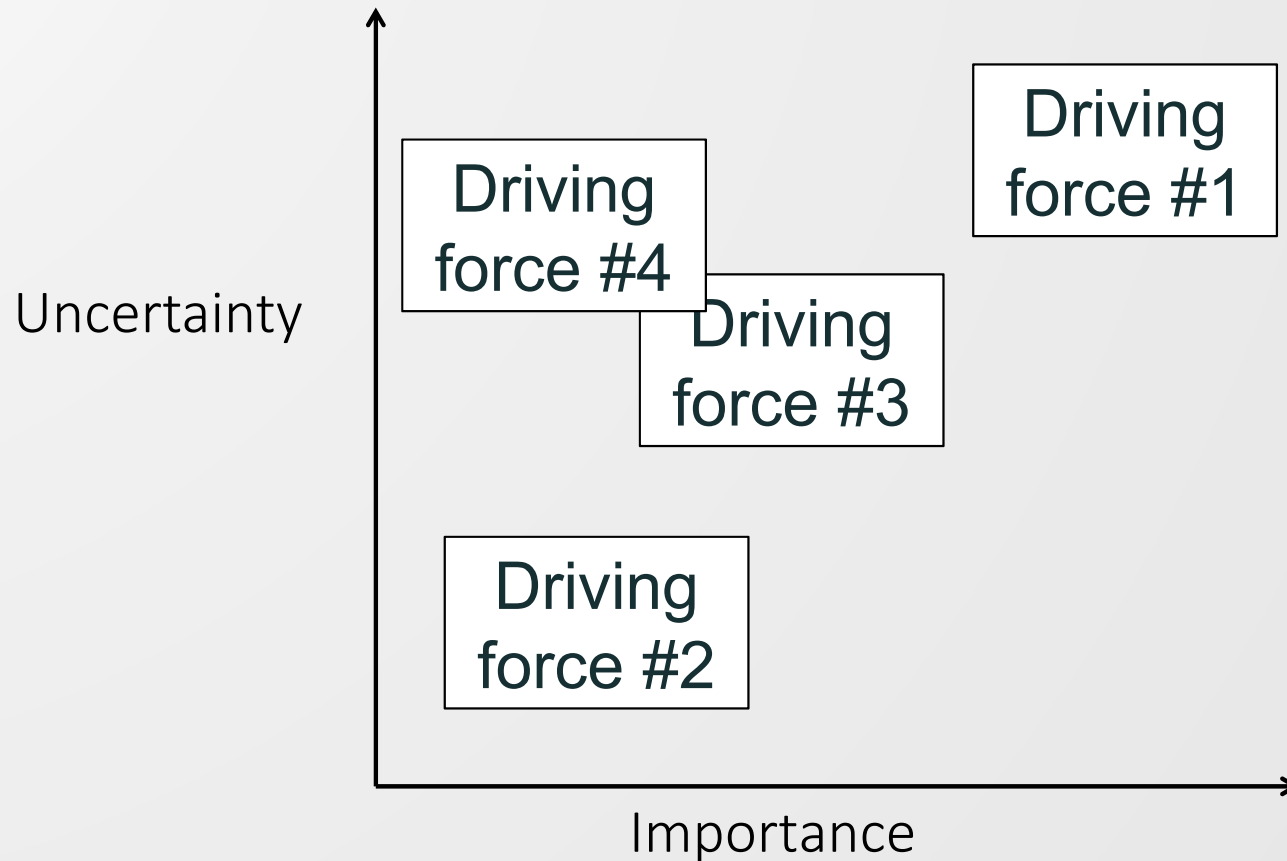 Driving
force #1
Driving
force #4
Uncertainty
Driving
force #3
Driving
force #2
Importance